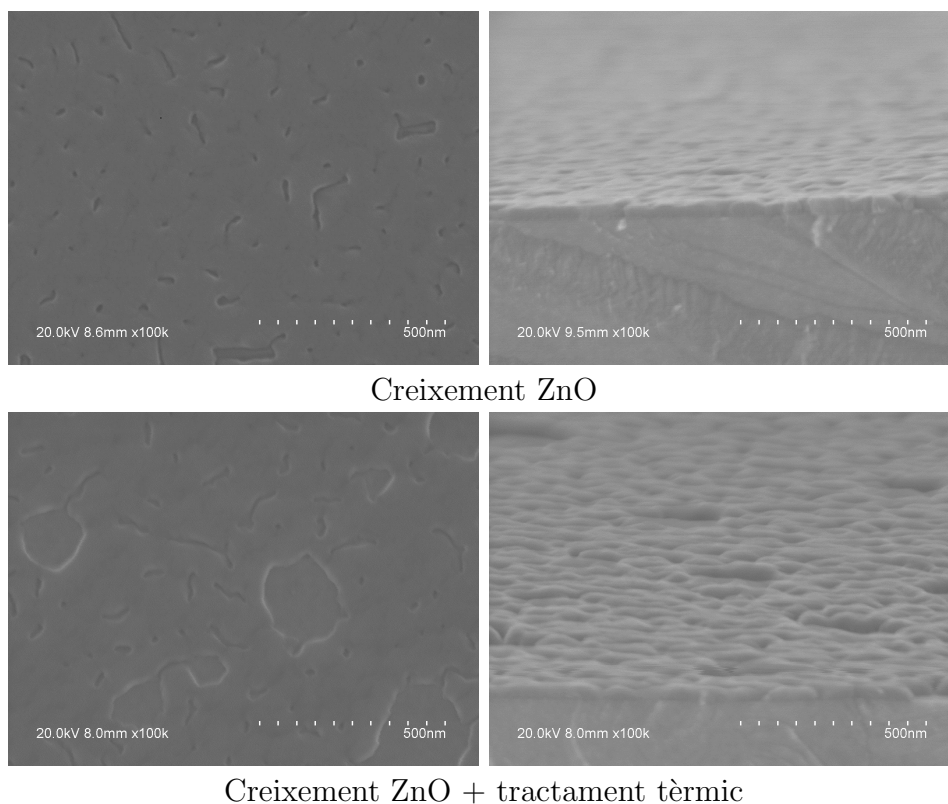 20.0kV 8.6mm x100k 500nm
20.0kV 9.5mm x100k 500nm
Creixement ZnO
20.0kV 8.0mm x100k 500nm
20.0kV 8.0mm x100k 500nm
Creixement ZnO + tractament tèrmic